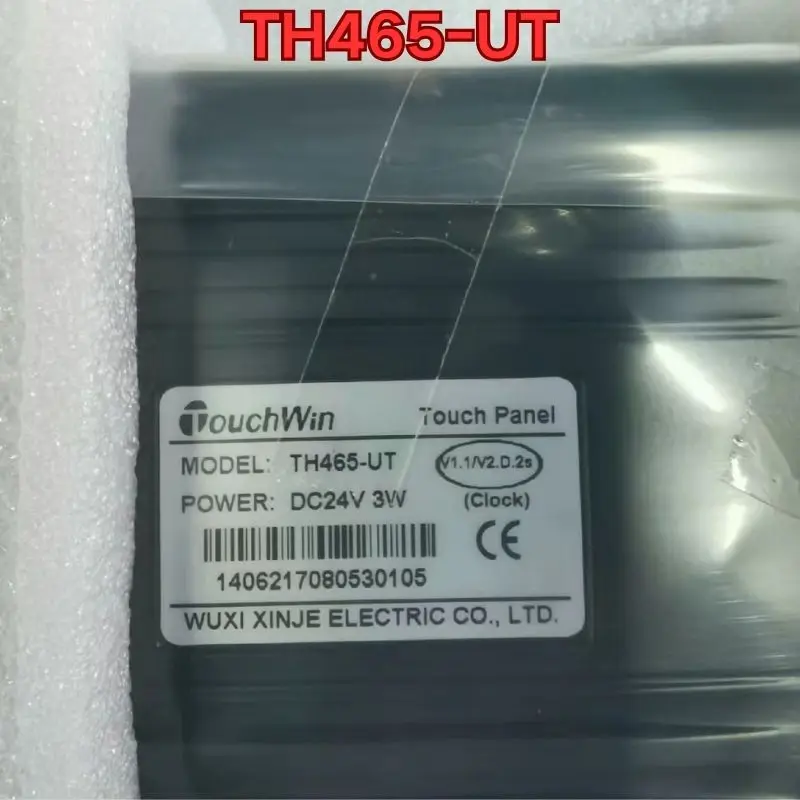 TH465-UT
TouchWin Touch Panel
MODEL: TH465-UT V1.1/V2.D.2s
POWER: DC24V 3W (Clock)
CE
1406217080530105
WUXI XINJE ELECTRIC CO., LTD.